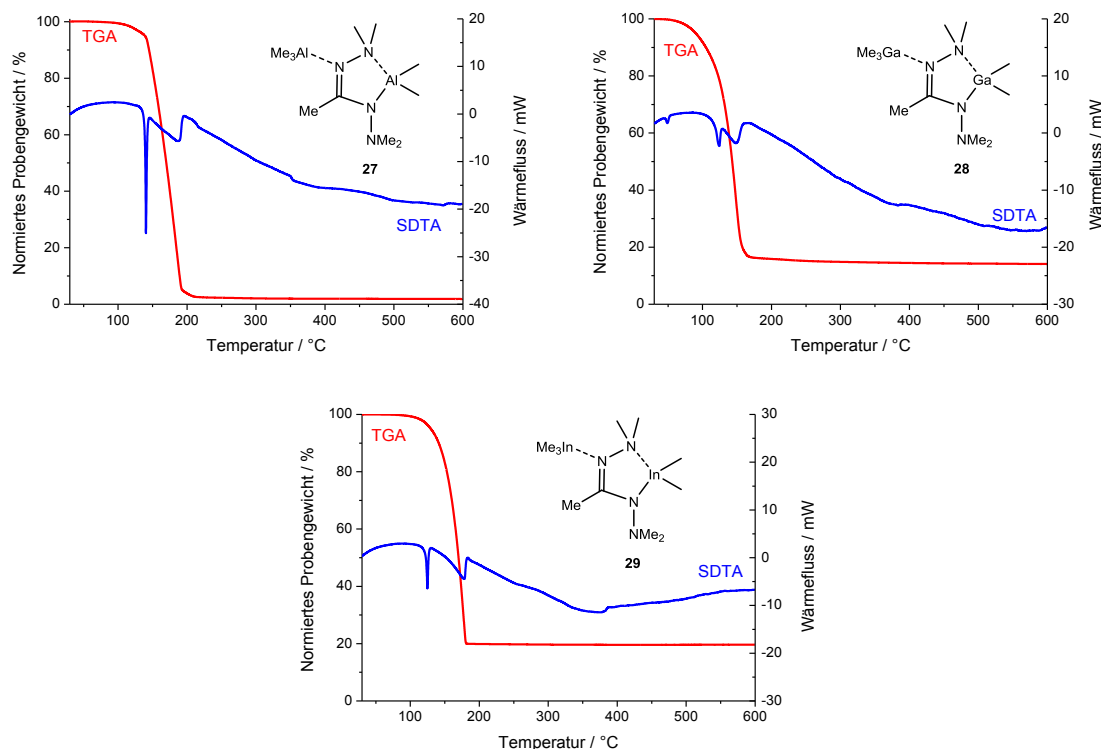 TGA
SDTA
Me3Al
N
N
Al
Me
N
NMe2
27
Normiertes Probengewicht / %
Wärmefluss / mW
Temperatur / °C
0
20
40
60
80
100
100
200
300
400
500
600
20
10
0
-10
-20
-30
-40
TGA
SDTA
Me3Ga
N
N
Ga
Me
N
NMe2
28
Normiertes Probengewicht / %
Wärmefluss / mW
Temperatur / °C
0
20
40
60
80
100
100
200
300
400
500
600
20
10
0
-10
-20
-30
TGA
SDTA
Me3In
N
N
In
Me
N
NMe2
29
Normiertes Probengewicht / %
Wärmefluss / mW
Temperatur / °C
0
20
40
60
80
100
100
200
300
400
500
600
30
20
10
0
-10
-20
-30